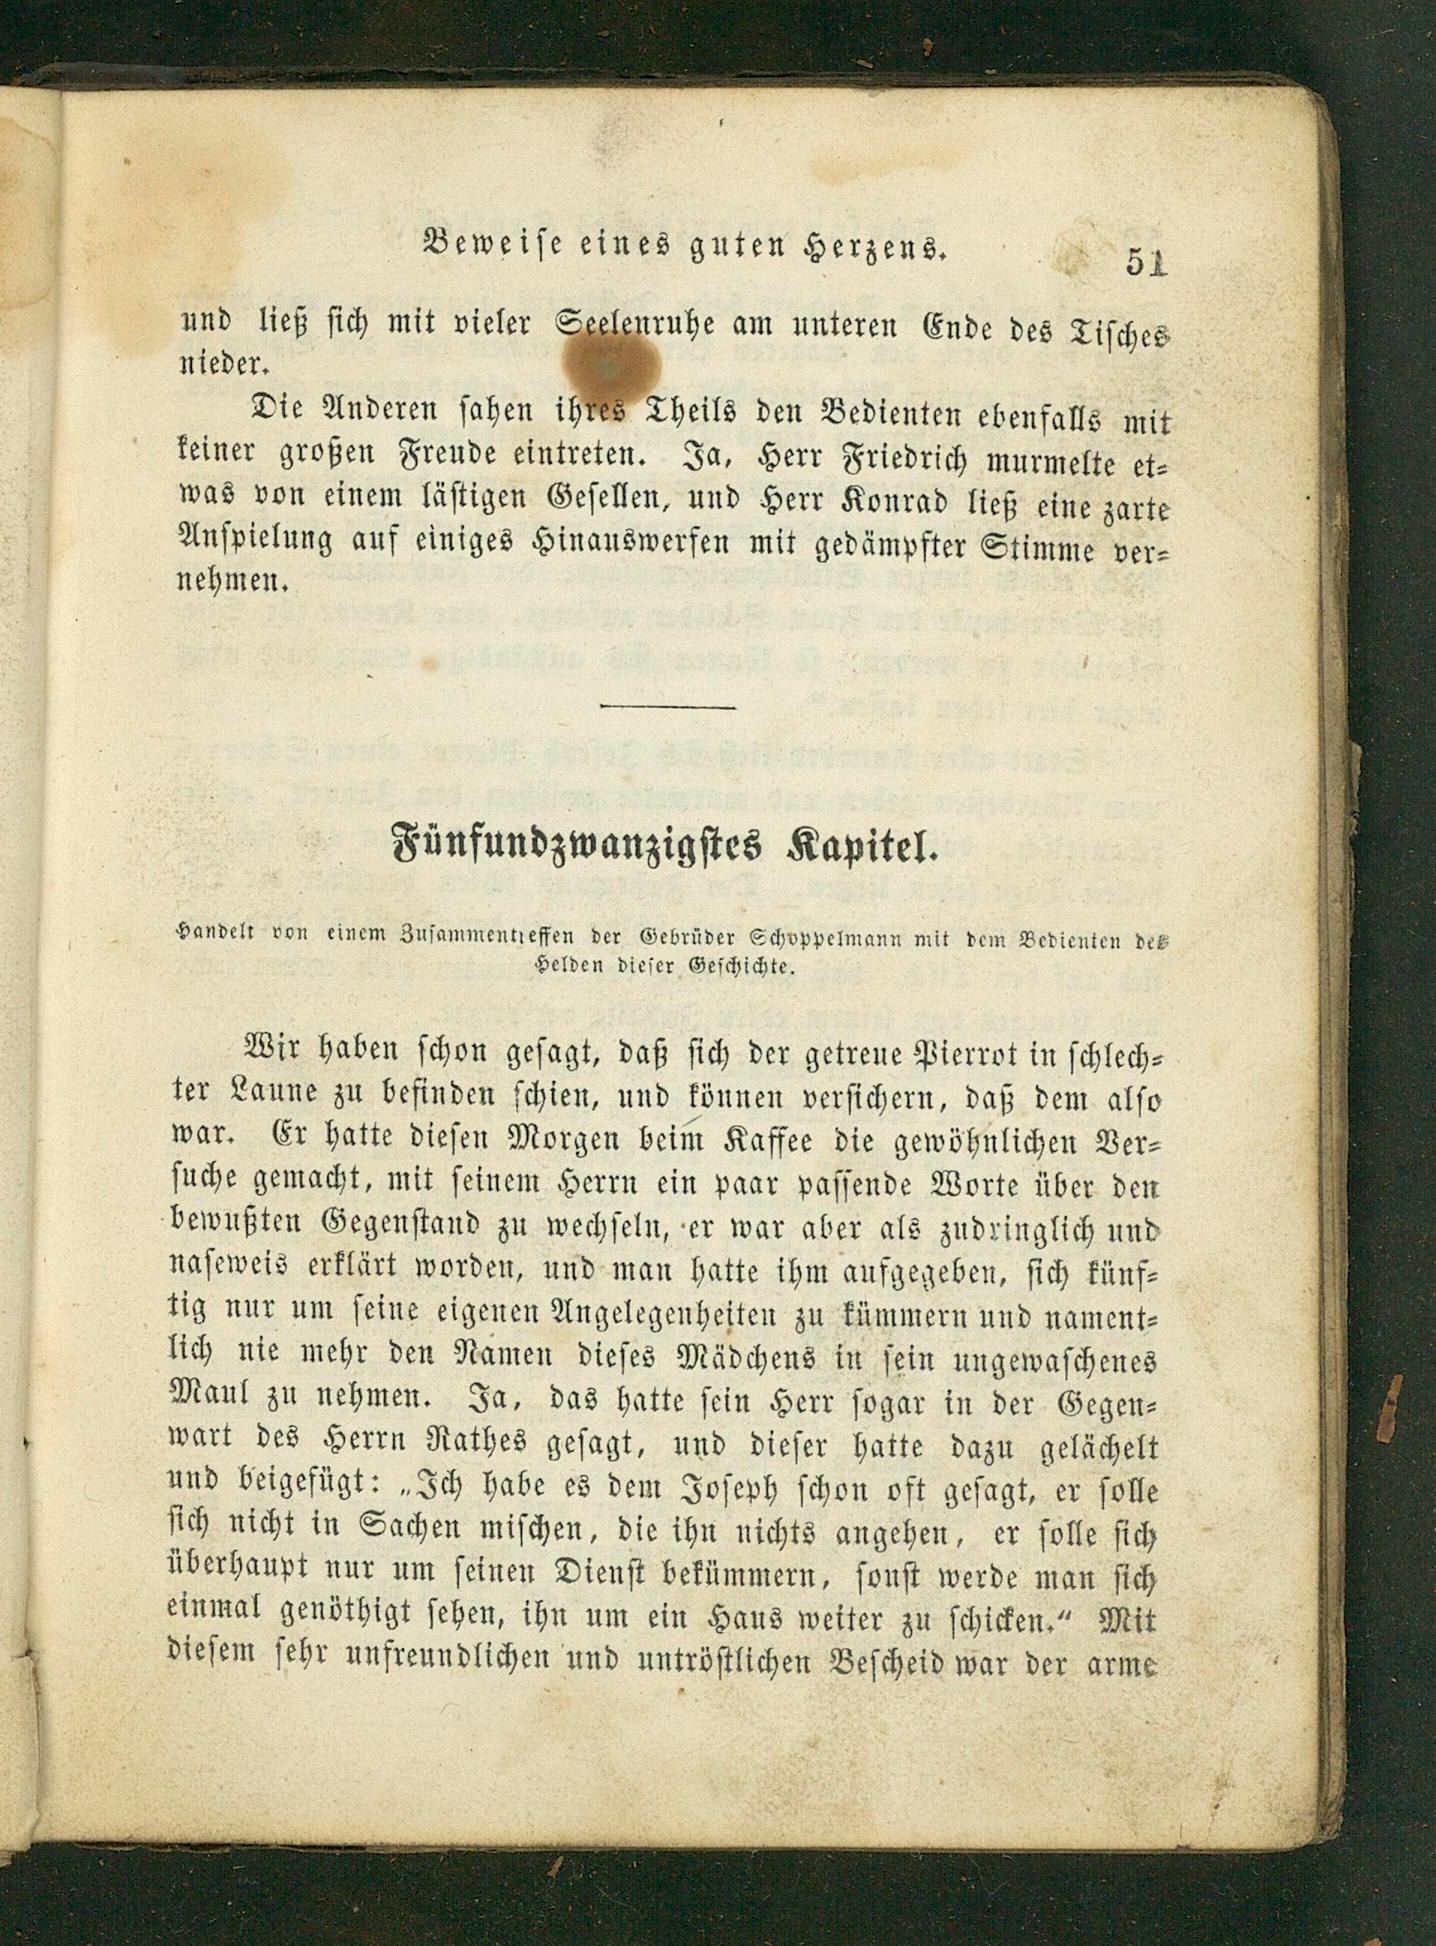 Beweise eines guten Herzens.
51
und ließ sich mit vieler Seelenruhe am unteren Ende des Tisches
nieder.
Die Anderen sahen ihres Theils den Bedienten ebenfalls mit
keiner großen Freude eintreten. Ja, Herr Friedrich murmelte et-
was von einem lästigen Gesellen, und Herr Konrad ließ eine zarte
Anspielung auf einiges Hinauswerfen mit gedämpfter Stimme ver-
nehmen.
Fünfundzwanzigstes Kapitel.
Handelt von einem Zusammentreffen der Gebrüder Schoppelmann mit dem Bedienten des
Helden dieser Geschichte.
Wir haben schon gesagt, daß sich der getreue Pierrot in schlech-
ter Laune zu befinden schien, und können versichern, daß dem also
war. Er hatte diesen Morgen beim Kaffee die gewöhnlichen Ver-
suche gemacht, mit seinem Herrn ein paar passende Worte über den
bewußten Gegenstand zu wechseln, er war aber als zudringlich und
naseweis erklärt worden, und man hatte ihm aufgegeben, sich künf-
tig nur um seine eigenen Angelegenheiten zu kümmern und nament-
lich nie mehr den Namen dieses Mädchens in sein ungewaschenes
Maul zu nehmen. Ja, das hatte sein Herr sogar in der Gegen-
wart des Herrn Rathes gesagt, und dieser hatte dazu gelächelt
und beigefügt: „Ich habe es dem Joseph schon oft gesagt, er solle
sich nicht in Sachen mischen, die ihn nichts angehen, er solle sich
überhaupt nur um seinen Dienst bekümmern, sonst werde man sich
einmal genöthigt sehen, ihn um ein Haus weiter zu schicken.“ Mit
diesem sehr unfreundlichen und untröstlichen Bescheid war der arme